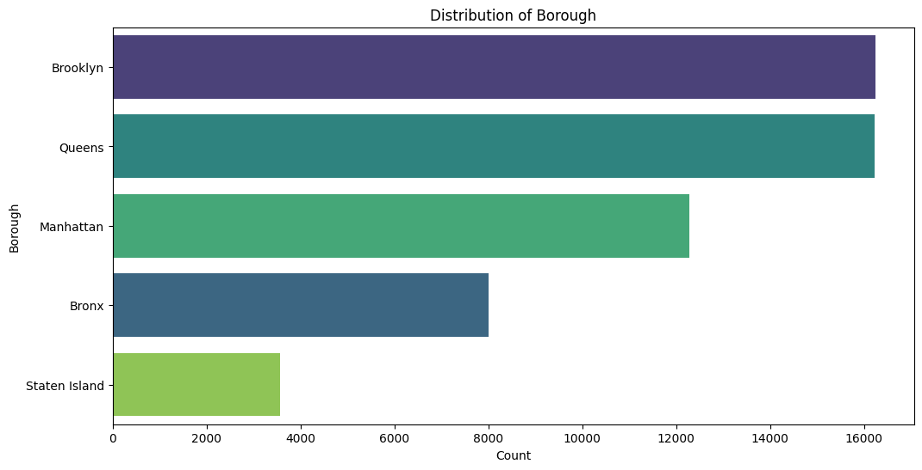 Distribution of Borough
Brooklyn
Queens
Manhattan
Bronx
Staten Island
Borough
0 2000 4000 6000 8000 10000 12000 14000 16000
Count